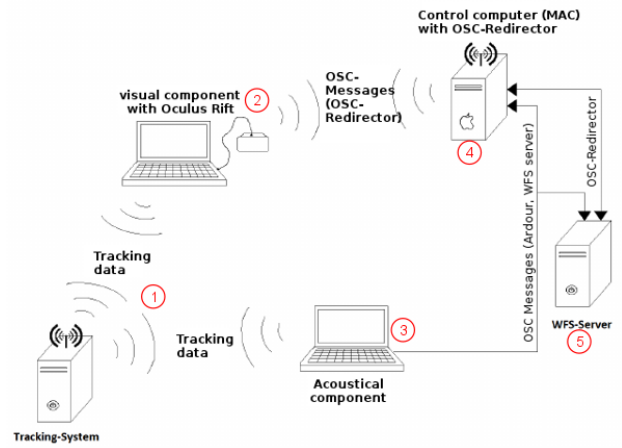 Control computer (MAC)
with OSC-Redirector
OSC-
Messages
(OSC-
Redirector)
visual component
with Oculus Rift
2
4
OSC-Redirector
OSC Messages (Ardour, WFS server)
Tracking
data
1
Tracking
data
3
Acoustical
component
WFS-Server
5
Tracking-System